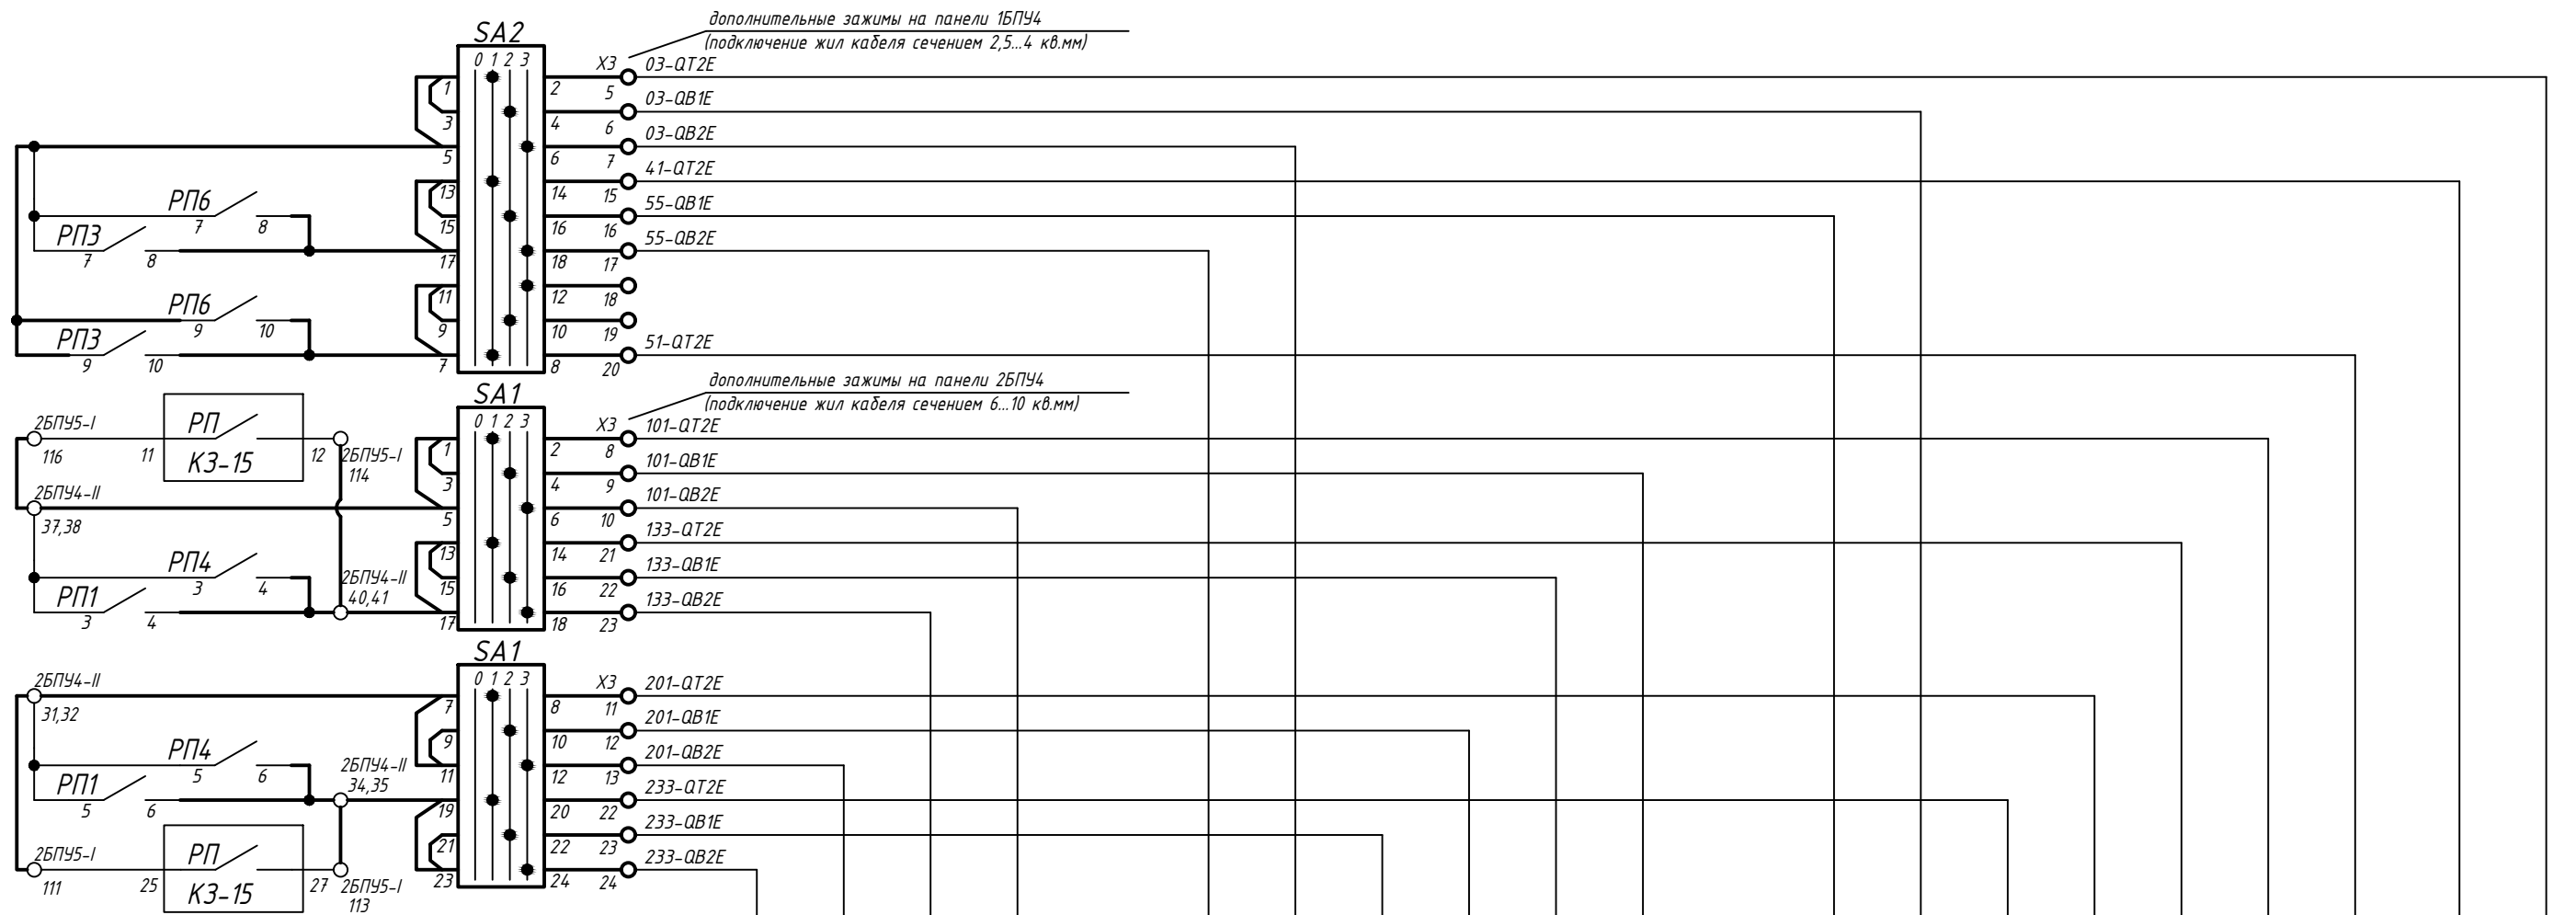 дополнительные зажимы на панели 1БПУ4
(подключение жил кабеля сечением 2,5...4 кв.мм)
SA2
0 1 2 3
X3
1 2 5 03-QT2E
3 4 6 03-QB1E
5 6 7 03-QB2E
13 14 15 41-QT2E
РП6 7 8
15 16 16 55-QB1E
РП3 7 8
17 18 17 55-QB2E
11 12 18
РП6 9 10
9 10 19
РП3 9 10
7 8 20 51-QT2E
дополнительные зажимы на панели 2БПУ4
(подключение жил кабеля сечением 6...10 кв.мм)
SA1
0 1 2 3
X3
2БПУ5-I
116
11 РП 12
КЗ-15
2БПУ5-I
114
1 2 8 101-QT2E
3 4 9 101-QB1E
2БПУ4-II
37,38
5 6 10 101-QB2E
13 14 21 133-QT2E
РП4 3 4
2БПУ4-II
40,41
15 16 22 133-QB1E
РП1 3 4
17 18 23 133-QB2E
SA1
0 1 2 3
X3
2БПУ4-II
31,32
7 8 11 201-QT2E
9 10 12 201-QB1E
РП4 5 6
11 12 13 201-QB2E
РП1 5 6
2БПУ4-II
34,35
19 20 22 233-QT2E
21 22 23 233-QB1E
2БПУ5-I
111
25 РП 27
КЗ-15
2БПУ5-I
113
23 24 24 233-QB2E